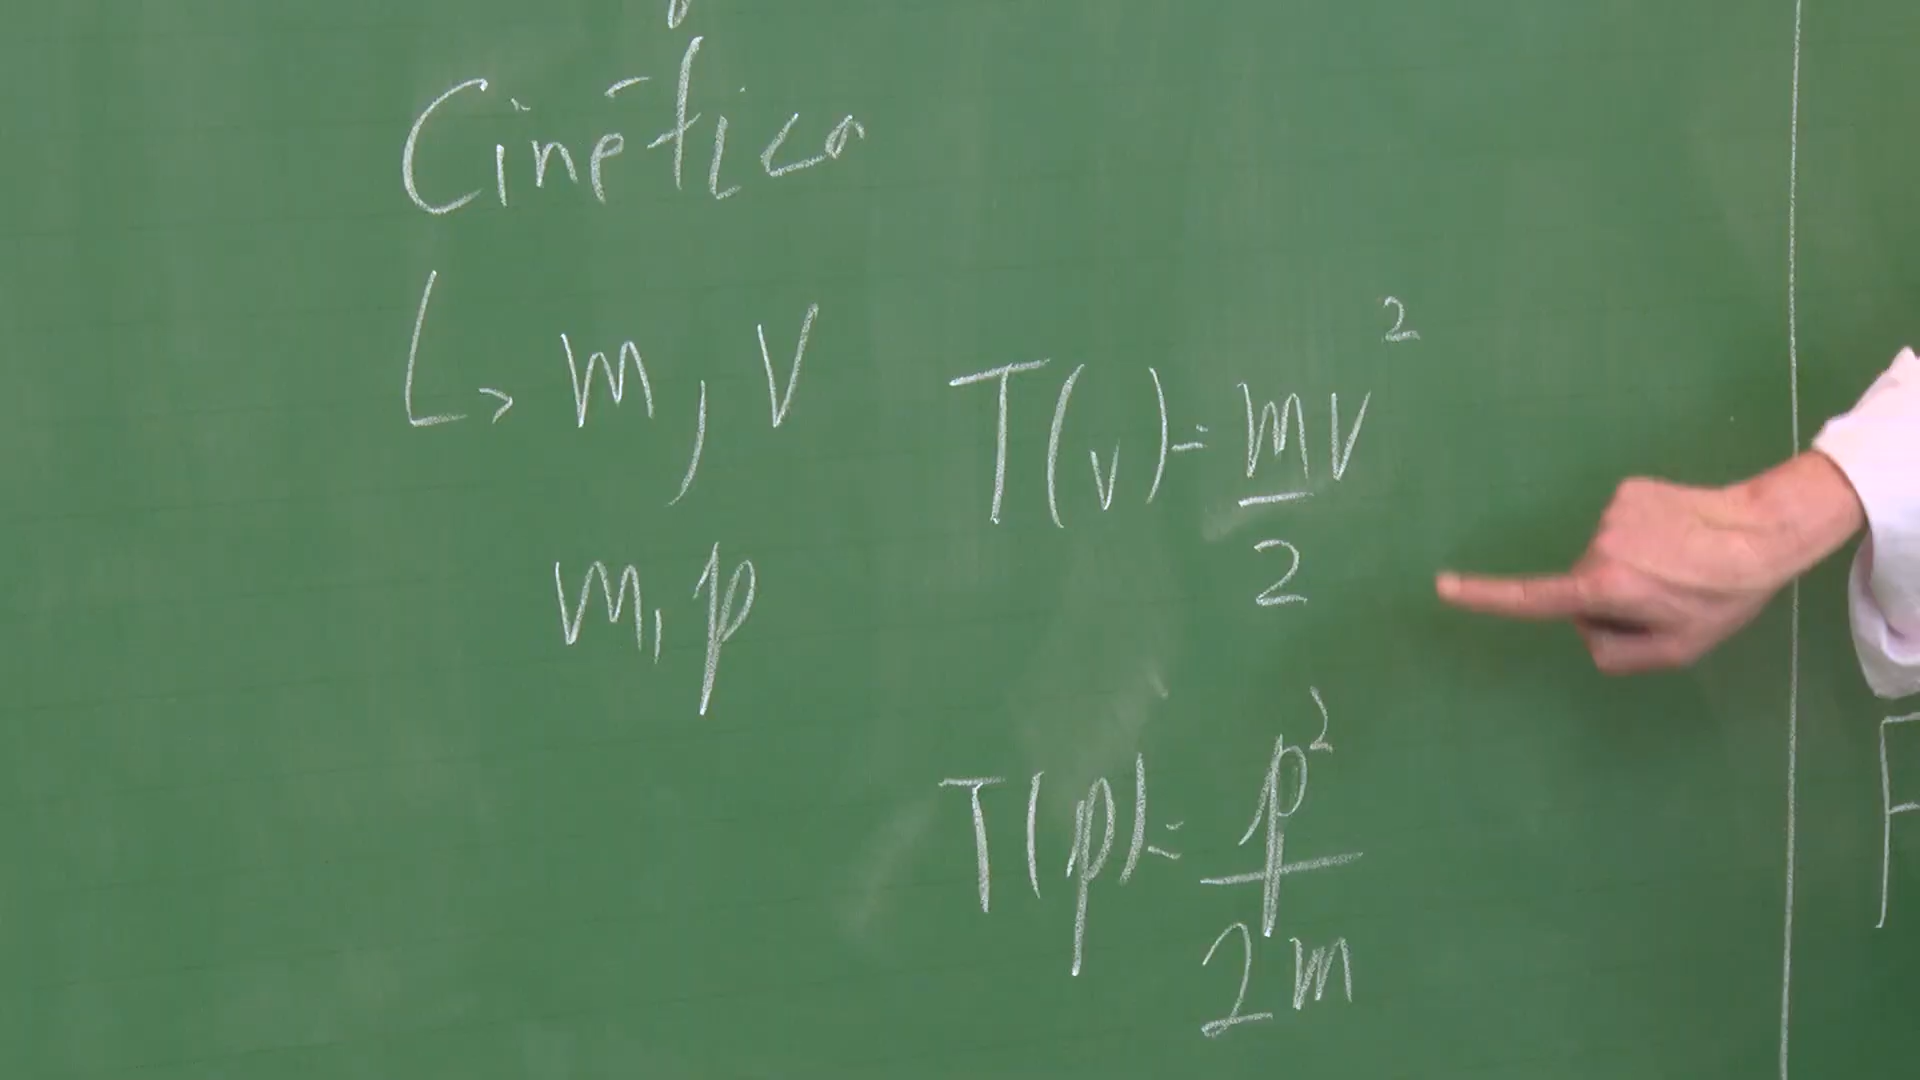 Cinética
↳ m, v
T(v) = mv²/2
m, p
T(p) = p²/2m